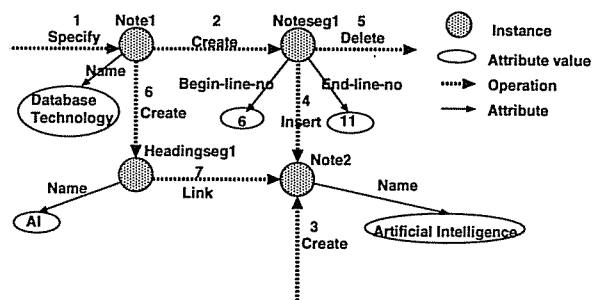 1
Specify
Note1
2
Create
Noteseg1
5
Delete
Instance
Attribute value
Operation
Attribute
Name
Database
Technology
6
Create
Begin-line-no
End-line-no
6
4
Insert
11
Headingseg1
7
Link
Note2
Name
AI
Name
Artificial Intelligence
3
Create